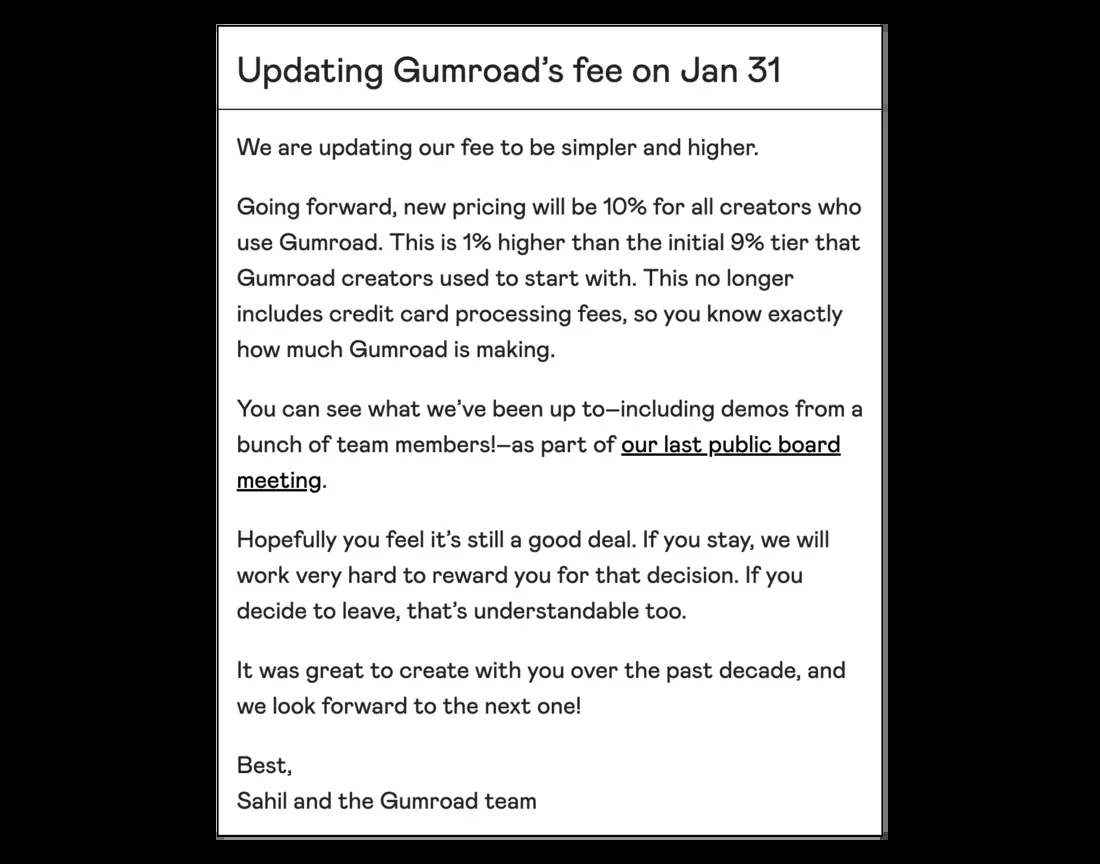 Updating Gumroad’s fee on Jan 31
We are updating our fee to be simpler and higher.
Going forward, new pricing will be 10% for all creators who
use Gumroad. This is 1% higher than the initial 9% tier that
Gumroad creators used to start with. This no longer
includes credit card processing fees, so you know exactly
how much Gumroad is making.
You can see what we’ve been up to–including demos from a
bunch of team members!–as part of our last public board
meeting.
Hopefully you feel it’s still a good deal. If you stay, we will
work very hard to reward you for that decision. If you
decide to leave, that’s understandable too.
It was great to create with you over the past decade, and
we look forward to the next one!
Best,
Sahil and the Gumroad team